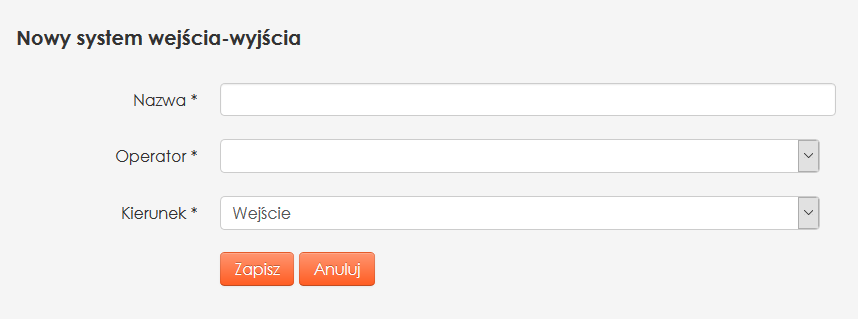 Nowy system wejścia-wyjścia
Nazwa *
Operator *
Kierunek * Wejście
Zapisz Anuluj